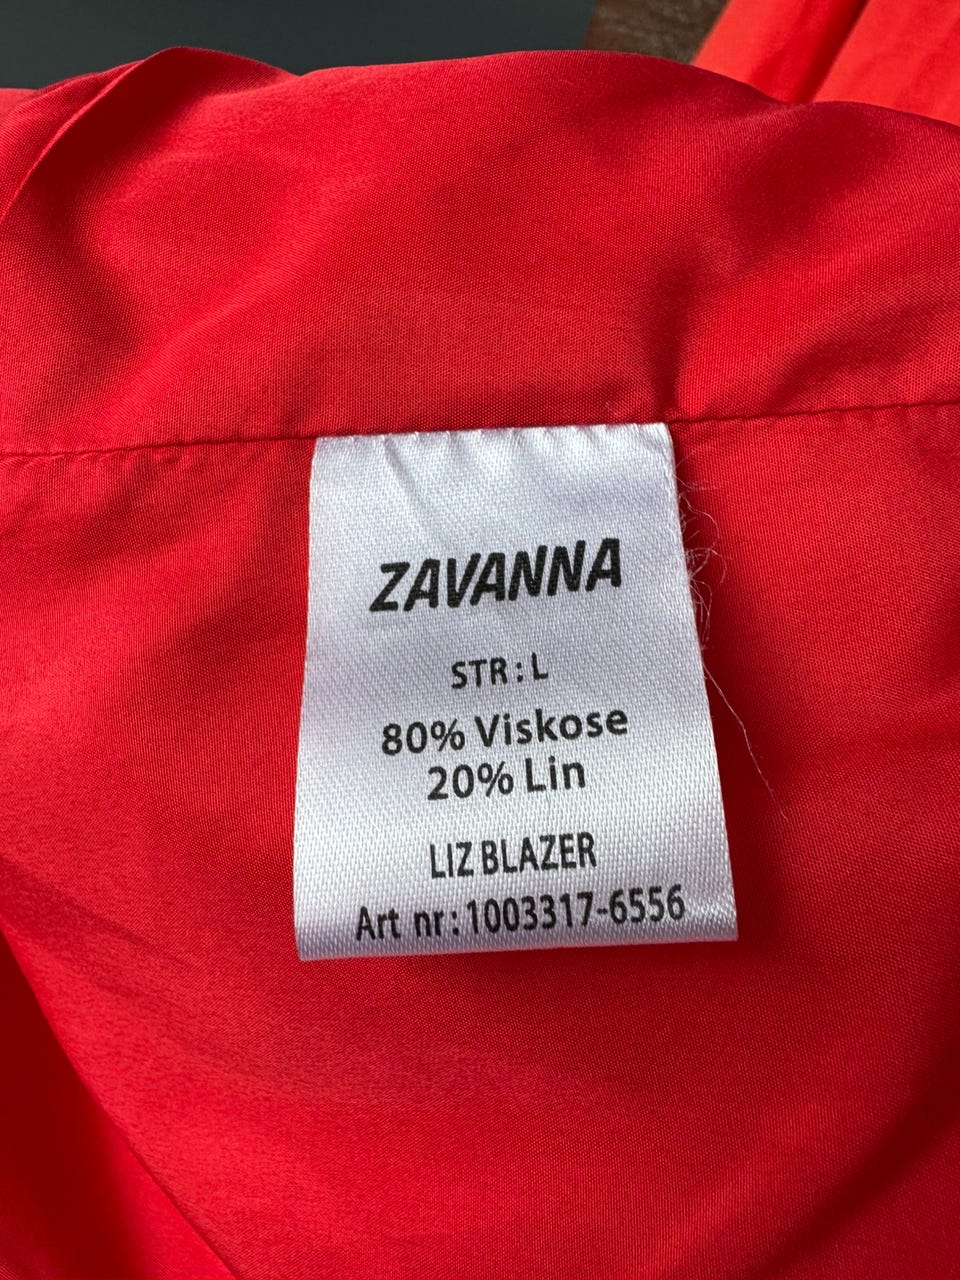 ZAVANNA
STR: L
80% Viskose
20% Lin
LIZ BLAZER
Art nr: 1003317-6556